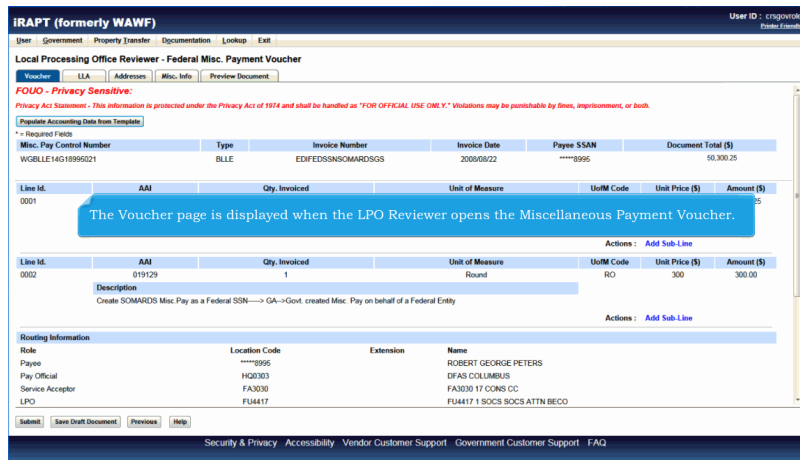 iRAPT (formerly WAWF)
User ID : crsgovrole
Printer Friendly
User Government Property Transfer Documentation Lookup Exit
Local Processing Office Reviewer - Federal Misc. Payment Voucher
Voucher LLA Addresses Misc. Info Preview Document
FOUO - Privacy Sensitive:
Privacy Act Statement - This information is protected under the Privacy Act of 1974 and shall be handled as "FOR OFFICIAL USE ONLY." Violations may be punishable by fines, imprisonment, or both.
Populate Accounting Data from Template
* = Required Fields
Misc. Pay Control Number Type Invoice Number Invoice Date Payee SSAN Document Total ($)
WGBLLE14G18995021 BLLE EDIFEDSSNSOMARDSGS 2008/08/22 *****8995 50,300.25
Line Id. AAI Qty. Invoiced Unit of Measure UofM Code Unit Price ($) Amount ($)
0001
The Voucher page is displayed when the LPO Reviewer opens the Miscellaneous Payment Voucher.
Actions : Add Sub-Line
Line Id. AAI Qty. Invoiced Unit of Measure UofM Code Unit Price ($) Amount ($)
0002 019129 1 Round RO 300 300.00
Description
Create SOMARDS Misc.Pay as a Federal SSN-----> GA-->Govt. created Misc. Pay on behalf of a Federal Entity
Actions : Add Sub-Line
Routing Information
Role Location Code Extension Name
Payee *****8995 ROBERT GEORGE PETERS
Pay Official HQ0303 DFAS COLUMBUS
Service Acceptor FA3030 FA3030 17 CONS CC
LPO FU4417 FU4417 1 SOCS SOCS ATTN BECO
Submit Save Draft Document Previous Help
Security & Privacy Accessibility Vendor Customer Support Government Customer Support FAQ